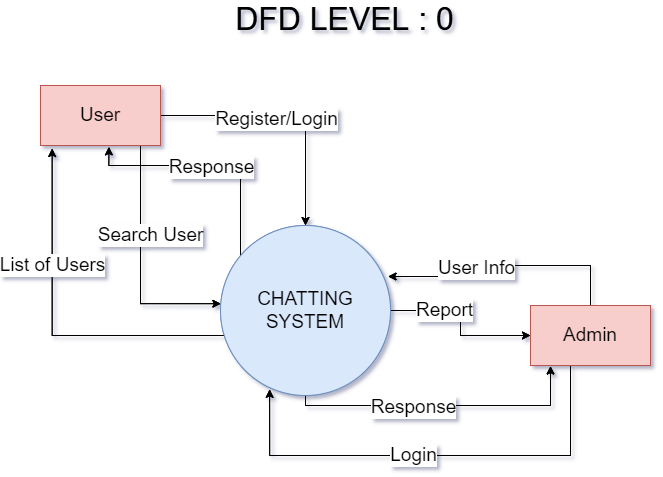 DFD LEVEL : 0
User
Register/Login
Response
Search User
List of Users
User Info
CHATTING
SYSTEM
Report
Admin
Response
Login